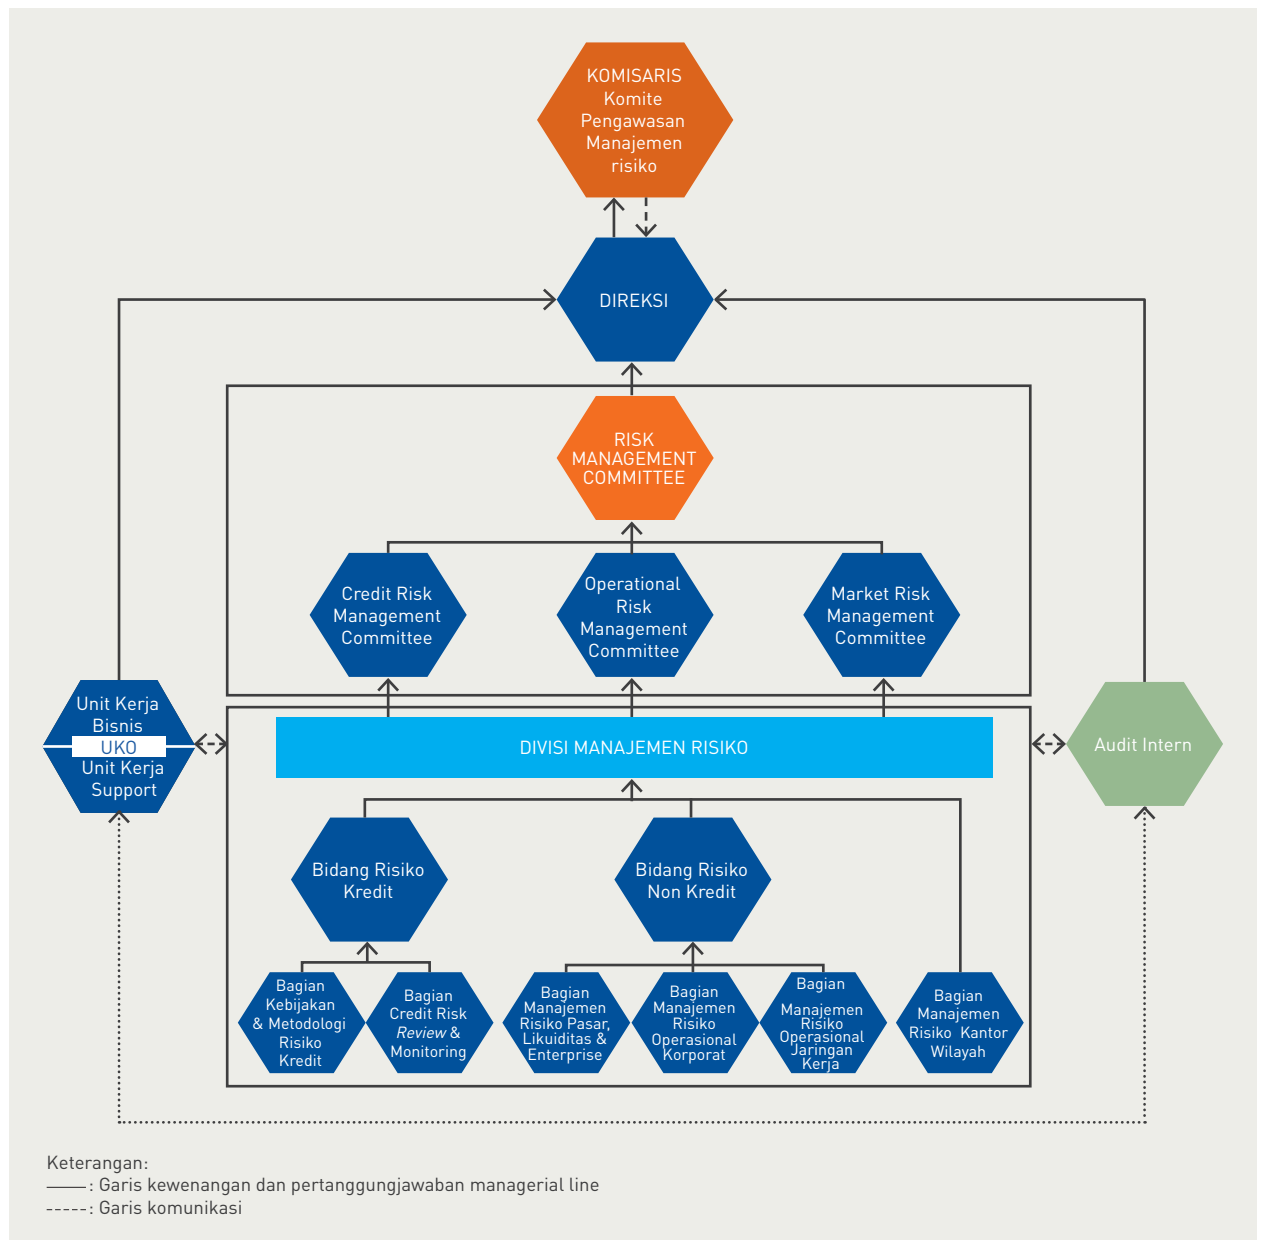 KOMISARIS
Komite
Pengawasan
Manajemen
risiko
DIREKSI
RISK
MANAGEMENT
COMMITTEE
Credit Risk
Management
Committee
Operational
Risk
Management
Committee
Market Risk
Management
Committee
Unit Kerja
Bisnis
UKO
Unit Kerja
Support
DIVISI MANAJEMEN RISIKO
Audit Intern
Bidang Risiko
Kredit
Bidang Risiko
Non Kredit
Bagian
Kebijakan
& Metodologi
Risiko
Kredit
Bagian
Credit Risk
Review &
Monitoring
Bagian
Manajemen
Risiko Pasar,
Likuiditas &
Enterprise
Bagian
Manajemen
Risiko
Operasional
Korporat
Bagian
Manajemen
Risiko
Operasional
Jaringan
Kerja
Bagian
Manajemen
Risiko Kantor
Wilayah
Keterangan:
: Garis kewenangan dan pertanggungjawaban managerial line
: Garis komunikasi